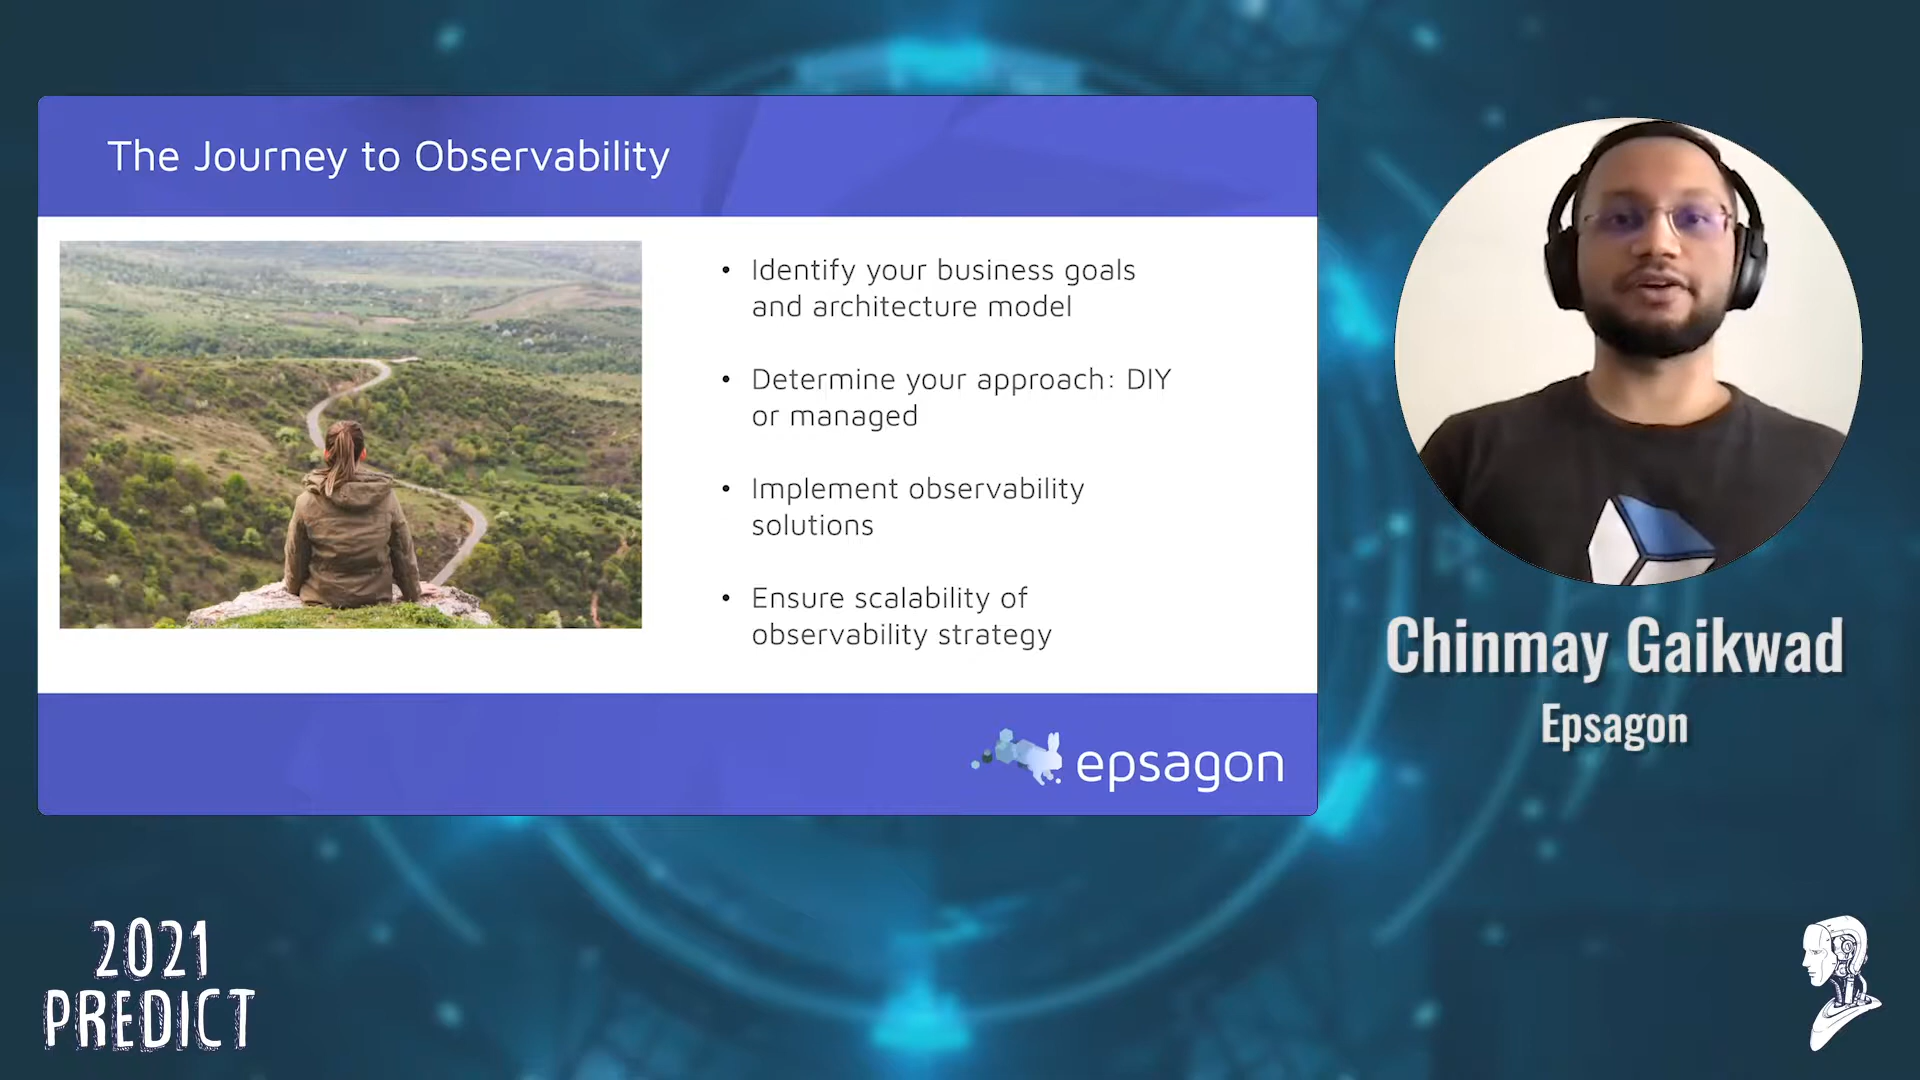 The Journey to Observability
• Identify your business goals
and architecture model
• Determine your approach: DIY
or managed
• Implement observability
solutions
• Ensure scalability of
observability strategy
epsagon
Chinmay Gaikwad
Epsagon
2021
PREDICT